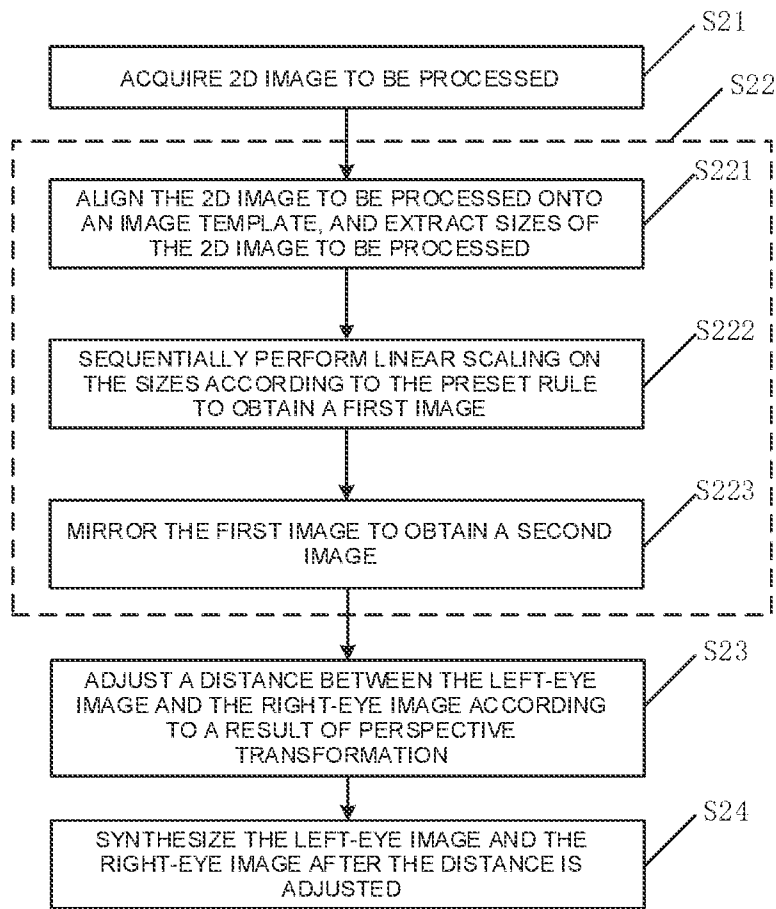 S21
ACQUIRE 2D IMAGE TO BE PROCESSED
S22
S221
ALIGN THE 2D IMAGE TO BE PROCESSED ONTO
AN IMAGE TEMPLATE, AND EXTRACT SIZES OF
THE 2D IMAGE TO BE PROCESSED
S222
SEQUENTIALLY PERFORM LINEAR SCALING ON
THE SIZES ACCORDING TO THE PRESET RULE
TO OBTAIN A FIRST IMAGE
S223
MIRROR THE FIRST IMAGE TO OBTAIN A SECOND
IMAGE
S23
ADJUST A DISTANCE BETWEEN THE LEFT-EYE
IMAGE AND THE RIGHT-EYE IMAGE ACCORDING
TO A RESULT OF PERSPECTIVE
TRANSFORMATION
S24
SYNTHESIZE THE LEFT-EYE IMAGE AND THE
RIGHT-EYE IMAGE AFTER THE DISTANCE IS
ADJUSTED